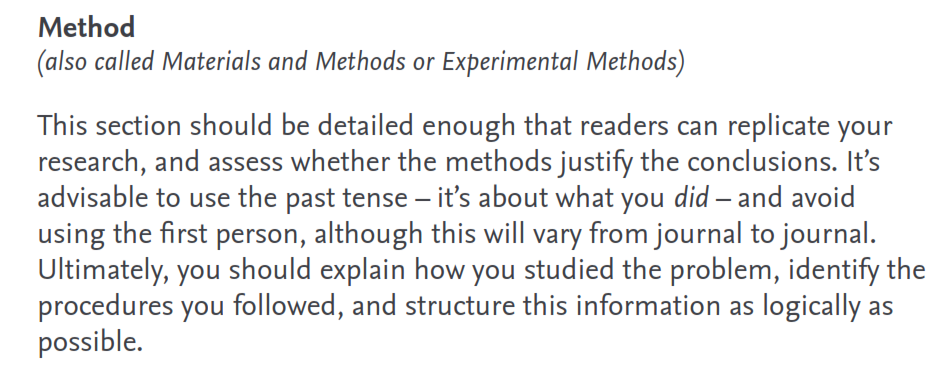 Method
(also called Materials and Methods or Experimental Methods)
This section should be detailed enough that readers can replicate your
research, and assess whether the methods justify the conclusions. It’s
advisable to use the past tense – it’s about what you did – and avoid
using the first person, although this will vary from journal to journal.
Ultimately, you should explain how you studied the problem, identify the
procedures you followed, and structure this information as logically as
possible.